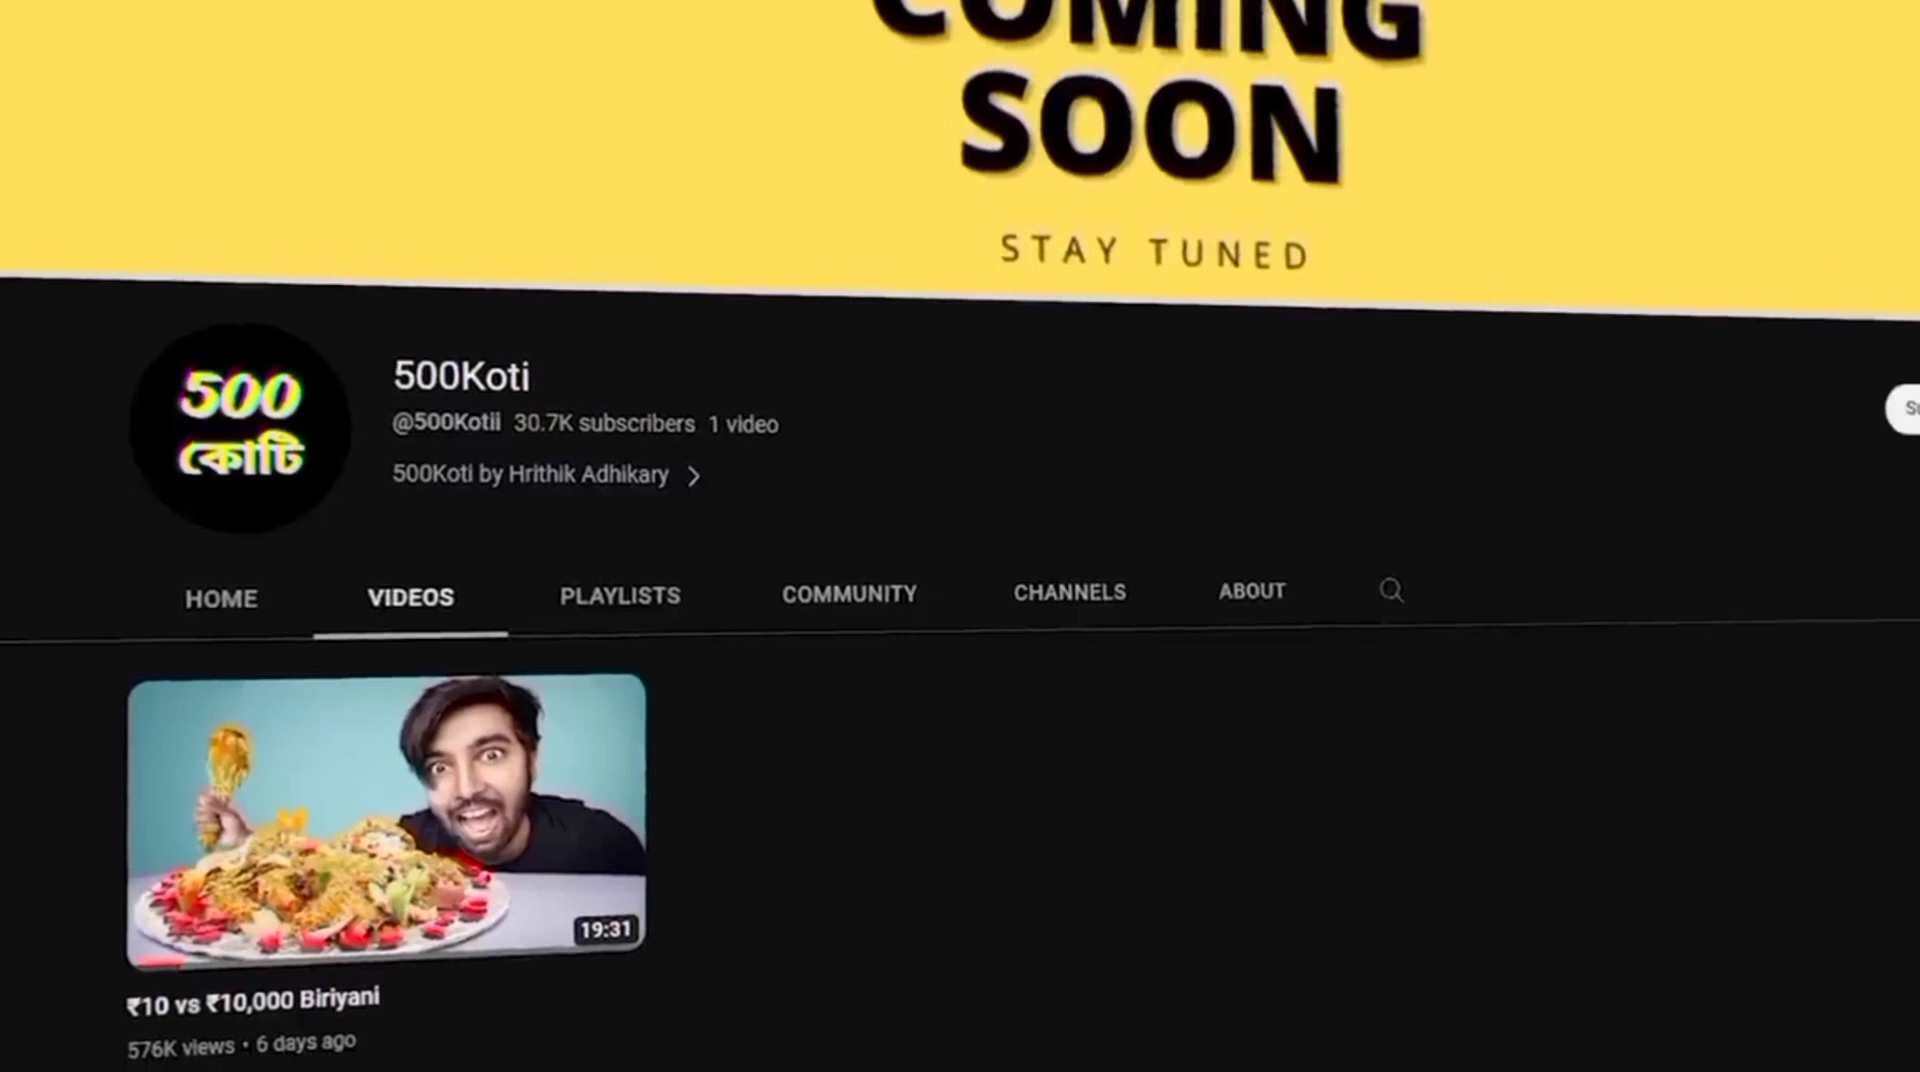 COMING
SOON
STAY TUNED
500
কোটি
500Koti
@500Kotii 30.7K subscribers 1 video
500Koti by Hrithik Adhikary
HOME VIDEOS PLAYLISTS COMMUNITY CHANNELS ABOUT
19:31
₹10 vs ₹10,000 Biriyani
576K views • 6 days ago